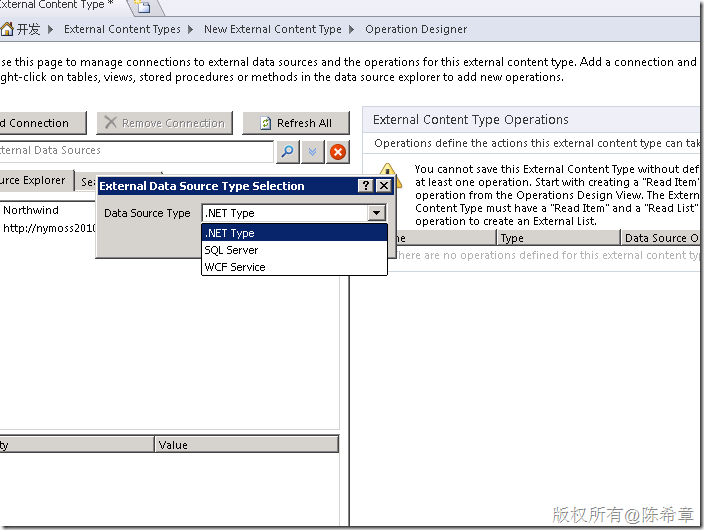 External Content Type *
开发 External Content Types New External Content Type Operation Designer
se this page to manage connections to external data sources and the operations for this external content type. Add a connection and
ght-click on tables, views, stored procedures or methods in the data source explorer to add new operations.
d Connection Remove Connection Refresh All
ternal Data Sources
urce Explorer Sea
Northwind
http://nymoss2010
External Content Type Operations
Operations define the actions this external content type can tak
You cannot save this External Content Type without def
at least one operation. Start with creating a "Read Item"
operation from the Operations Design View. The Extern
Content Type must have a "Read Item" and a "Read List"
operation to create an External List.
me Type Data Source O
here are no operations defined for this external content typ
External Data Source Type Selection
Data Source Type .NET Type
.NET Type
SQL Server
WCF Service
ty Value
版权所有@陈希章